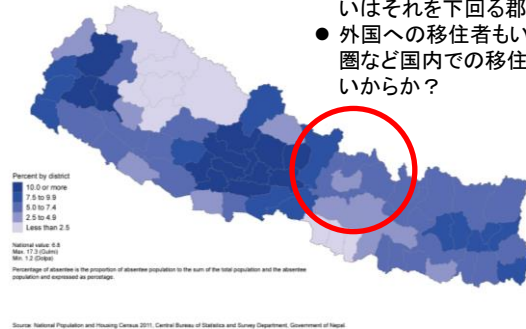 いはそれを下回る郡
● 外国への移住者もい
圏など国内での移住
いからか？
Percent by district
10.0 or more
7.5 to 9.9
5.0 to 7.4
2.5 to 4.9
Less than 2.5
National value: 6.8
Max: 17.3 (Gulmi)
Min: 1.2 (Dolpa)
Percentage of absentee is the proportion of absentee population to the sum of the total population and the absentee
population and expressed as percentage.
Source: National Population and Housing Census 2011, Central Bureau of Statistics and Survey Department, Government of Nepal.